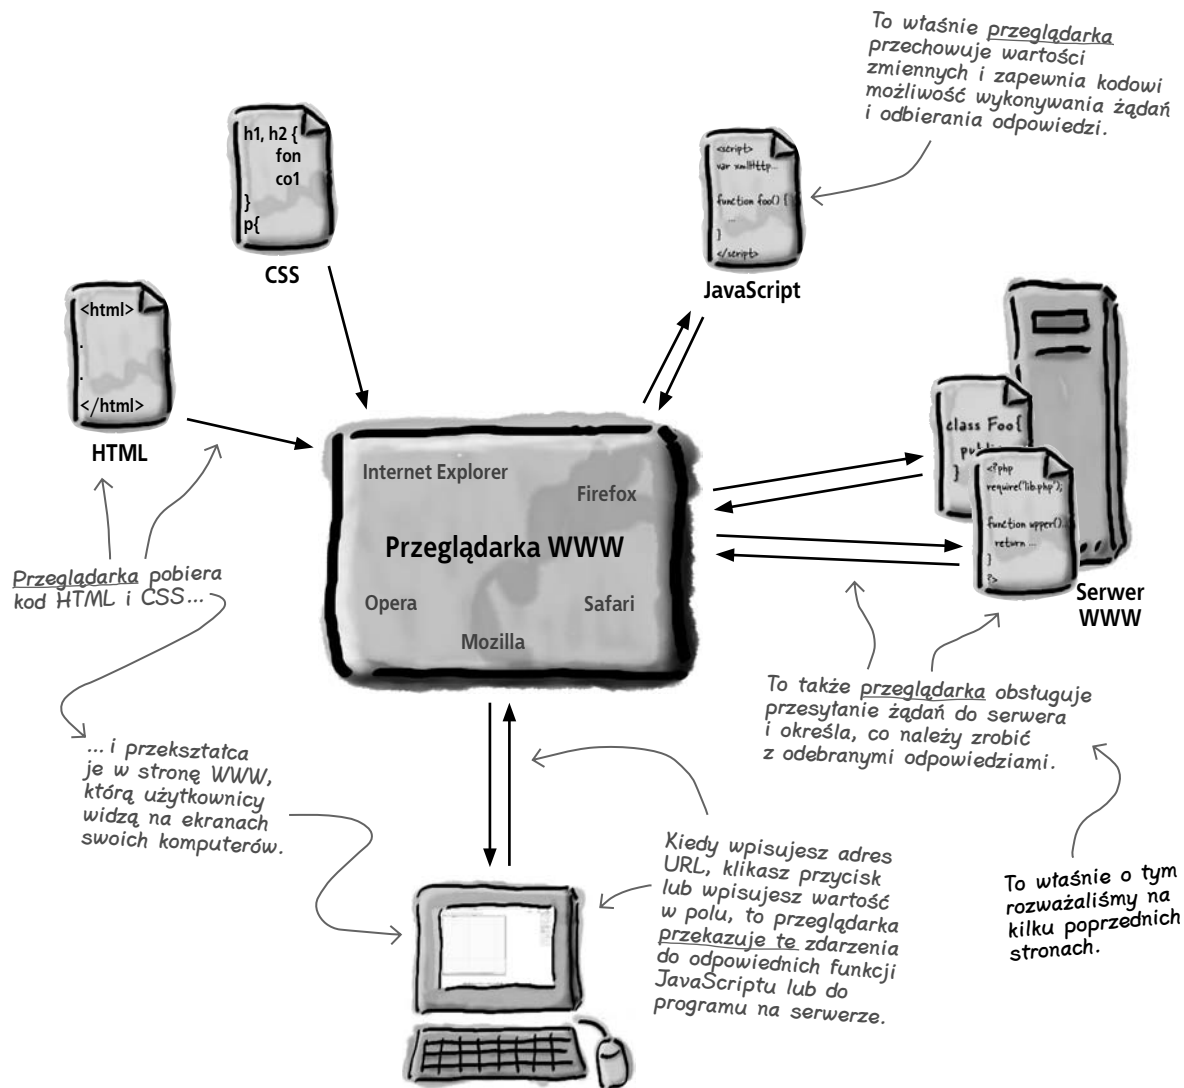 To właśnie przeglądarka
przechowuje wartości
zmiennych i zapewnia kodowi
możliwość wykonywania żądań
i odbierania odpowiedzi.
h1, h2 {
fon
co1
}
p{
CSS
<script>
var xmlHttp...
function foo() {
...
}
</script>
JavaScript
<html>
.
.
</html>
HTML
class Foo{
publi
}
<?php
require('lib.php');
function upper()...
return ...
}
?>
Serwer
WWW
Internet Explorer
Firefox
Przeglądarka WWW
Opera
Safari
Mozilla
Przeglądarka pobiera
kod HTML i CSS...
... i przekształca
je w stronę WWW,
którą użytkownicy
widzą na ekranach
swoich komputerów.
To także przeglądarka obsługuje
przesyłanie żądań do serwera
i określa, co należy zrobić
z odebranymi odpowiedziami.
Kiedy wpisujesz adres
URL, klikasz przycisk
lub wpisujesz wartość
w polu, to przeglądarka
przekazuje te zdarzenia
do odpowiednich funkcji
JavaScriptu lub do
programu na serwerze.
To właśnie o tym
rozważaliśmy na
kilku poprzednich
stronach.